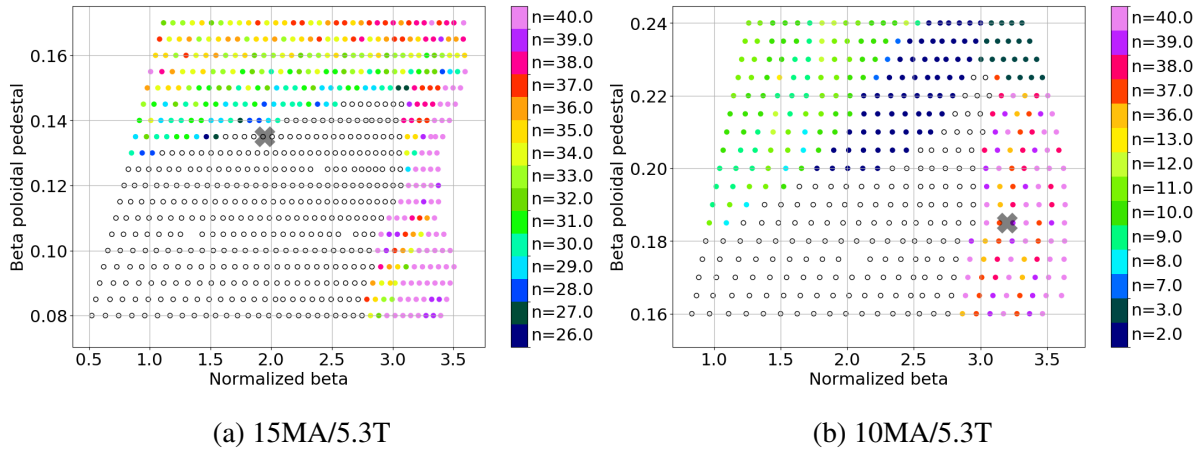 0.16
0.14
0.12
0.10
0.08
Beta poloidal pedestal
0.5 1.0 1.5 2.0 2.5 3.0 3.5
Normalized beta
n=40.0
n=39.0
n=38.0
n=37.0
n=36.0
n=35.0
n=34.0
n=33.0
n=32.0
n=31.0
n=30.0
n=29.0
n=28.0
n=27.0
n=26.0
(a) 15MA/5.3T
0.24
0.22
0.20
0.18
0.16
Beta poloidal pedestal
1.0 1.5 2.0 2.5 3.0 3.5
Normalized beta
n=40.0
n=39.0
n=38.0
n=37.0
n=36.0
n=13.0
n=12.0
n=11.0
n=10.0
n=9.0
n=8.0
n=7.0
n=3.0
n=2.0
(b) 10MA/5.3T